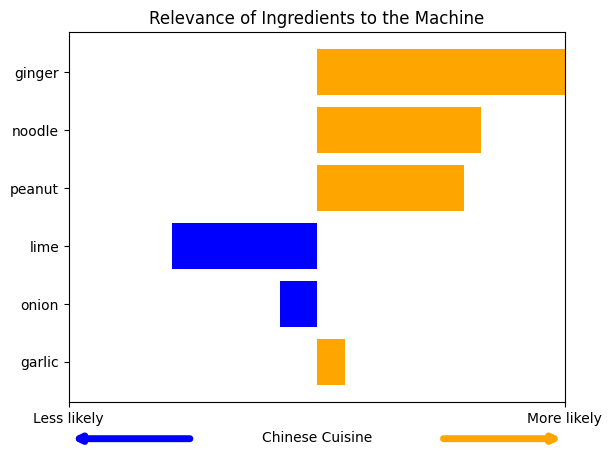 Relevance of Ingredients to the Machine
ginger
noodle
peanut
lime
onion
garlic
Less likely More likely
Chinese Cuisine